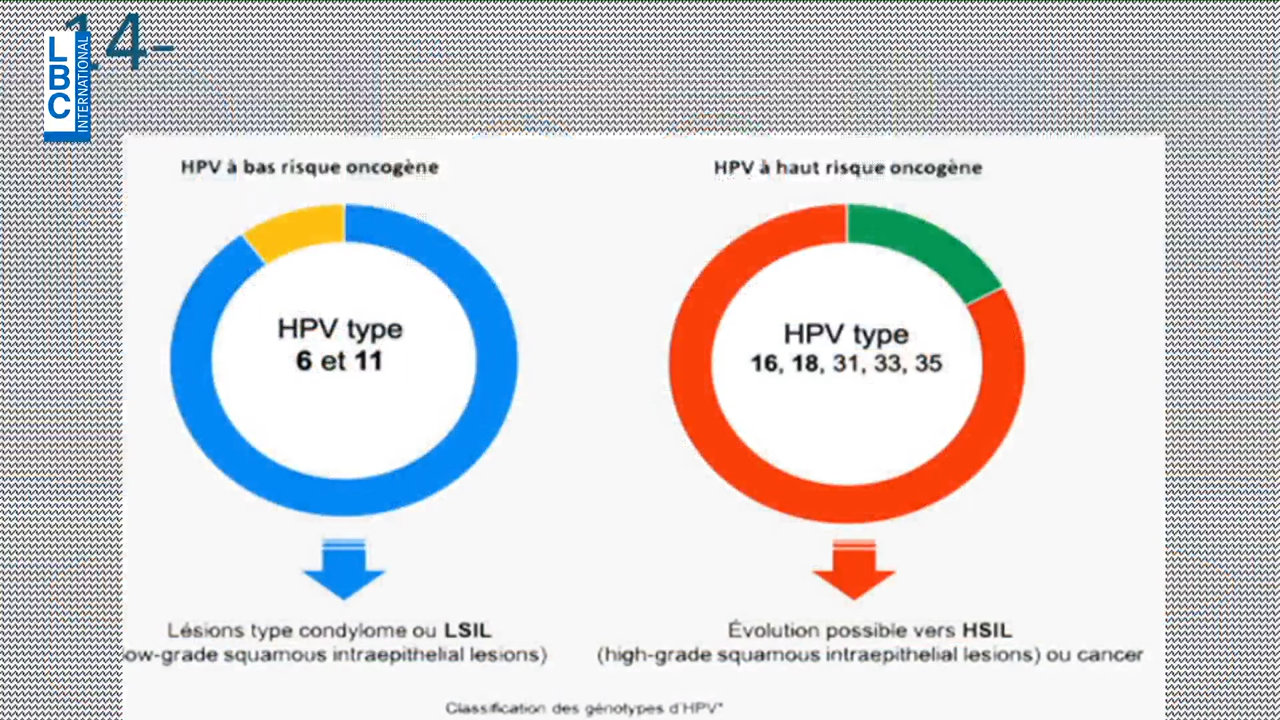 14-
LBC
INTERNATIONAL
HPV à bas risque oncogène
HPV à haut risque oncogène
HPV type
6 et 11
HPV type
16, 18, 31, 33, 35
Lésions type condylome ou LSIL
ow-grade squamous intraepithelial lesions)
Évolution possible vers HSIL
(high-grade squamous intraepithelial lesions) ou cancer
Classification des génotypes d'HPV*